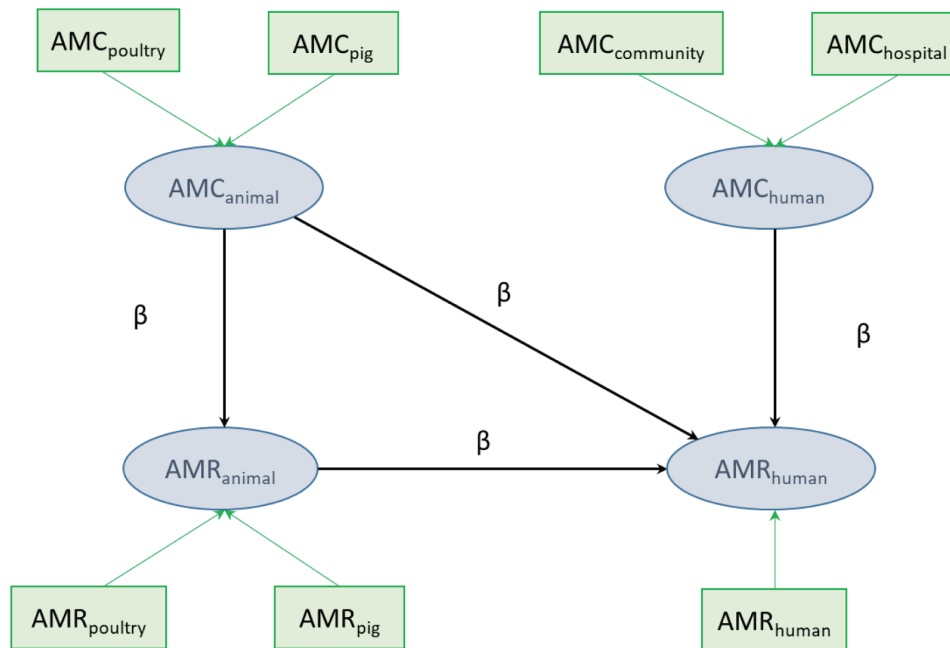 AMCpoultry
AMCpig
AMCcommunity
AMChospital
AMCanimal
AMChuman
β
β
β
β
AMRanimal
AMRhuman
AMRpoultry
AMRpig
AMRhuman